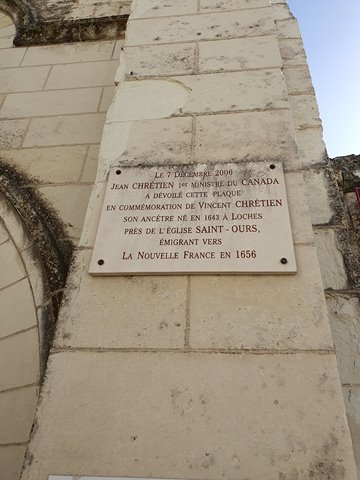 LE 7 DÉCEMBRE 2006
JEAN CHRÉTIEN 1ER MINISTRE DU CANADA
A DÉVOILÉ CETTE PLAQUE
EN COMMÉMORATION DE VINCENT CHRÉTIEN
SON ANCÊTRE NÉ EN 1643 À LOCHES
PRÈS DE L'ÉGLISE SAINT - OURS,
ÉMIGRANT VERS
LA NOUVELLE FRANCE EN 1656